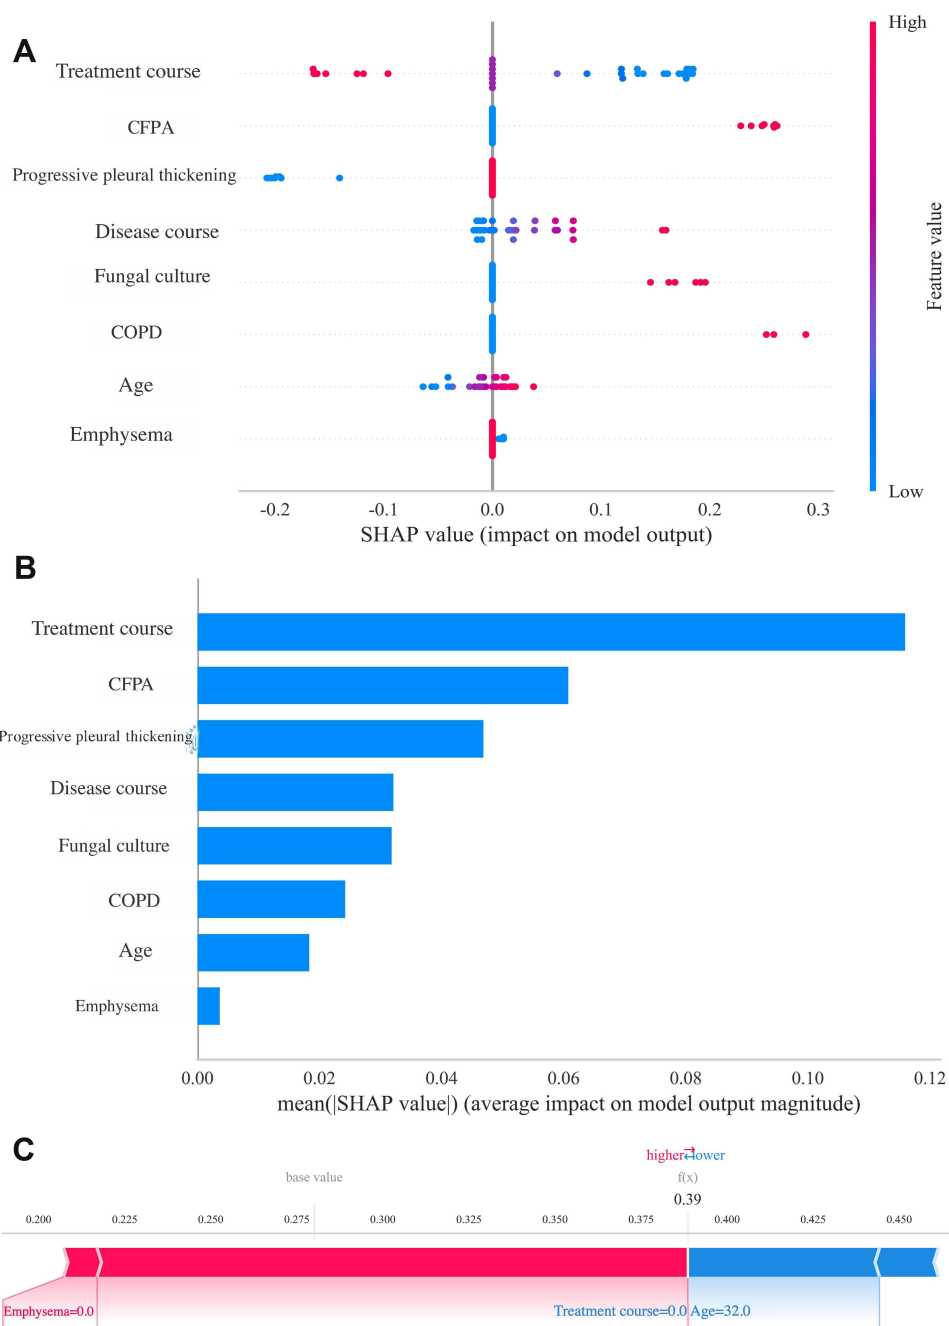 A
High
Treatment course
CFPA
Progressive pleural thickening
Disease course
Fungal culture
COPD
Age
Emphysema
Feature value
Low
-0.2 -0.1 0.0 0.1 0.2 0.3
SHAP value (impact on model output)
B
Treatment course
CFPA
Progressive pleural thickening
Disease course
Fungal culture
COPD
Age
Emphysema
0.00 0.02 0.04 0.06 0.08 0.10 0.12
mean(|SHAP value|) (average impact on model output magnitude)
C
higher⇄lower
base value f(x)
0.39
0.200 0.225 0.250 0.275 0.300 0.325 0.350 0.375 0.400 0.425 0.450
Emphysema=0.0 Treatment course=0.0 Age=32.0